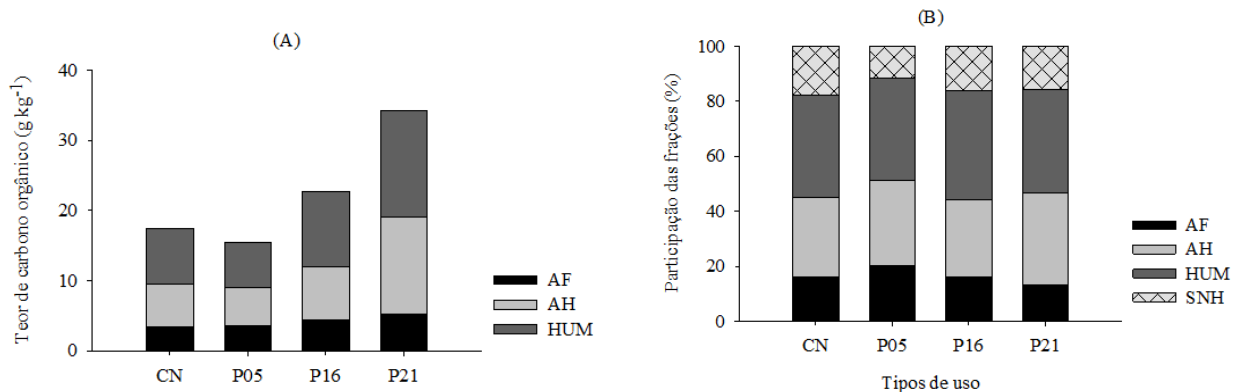 (A)
Teor de carbono orgânico (g kg-1)
40
30
20
10
0
CN P05 P16 P21
AF
AH
HUM
(B)
Participação das frações (%)
100
80
60
40
20
0
CN P05 P16 P21
Tipos de uso
AF
AH
HUM
SNH